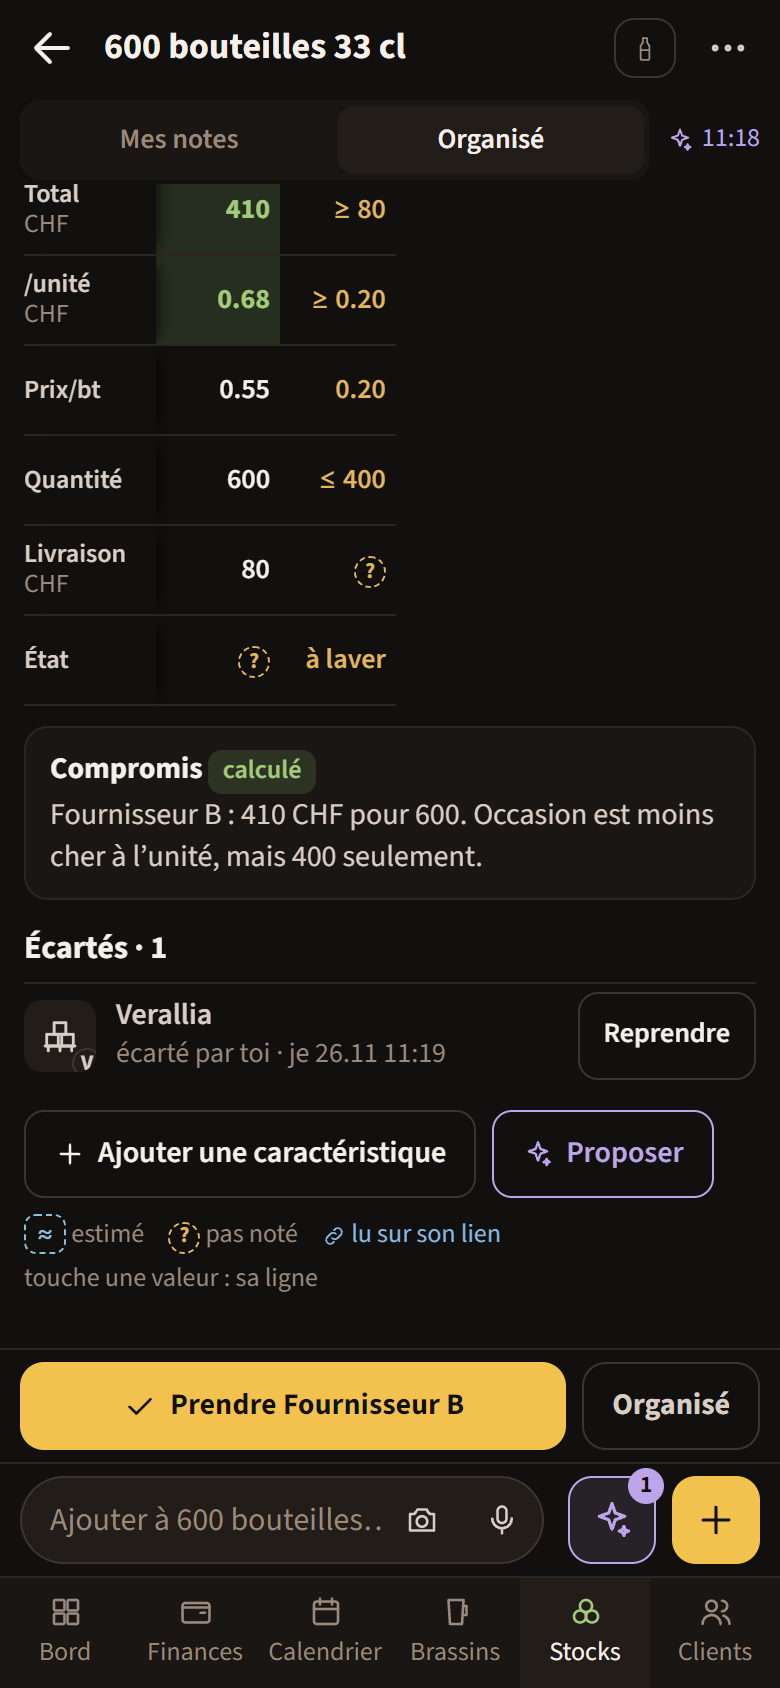 600 bouteilles 33 cl
Mes notes
Organisé
11:18
Total
CHF
410
≥ 80
/unité
CHF
0.68
≥ 0.20
Prix/bt
0.55
0.20
Quantité
600
≤ 400
Livraison
CHF
80
?
État
?
à laver
Compromis calculé
Fournisseur B : 410 CHF pour 600. Occasion est moins
cher à l’unité, mais 400 seulement.
Écartés · 1
Verallia
écarté par toi · je 26.11 11:19
V
Reprendre
+ Ajouter une caractéristique
Proposer
≈ estimé ? pas noté lu sur son lien
touche une valeur : sa ligne
Prendre Fournisseur B
Organisé
Ajouter à 600 bouteilles…
1
Bord
Finances
Calendrier
Brassins
Stocks
Clients